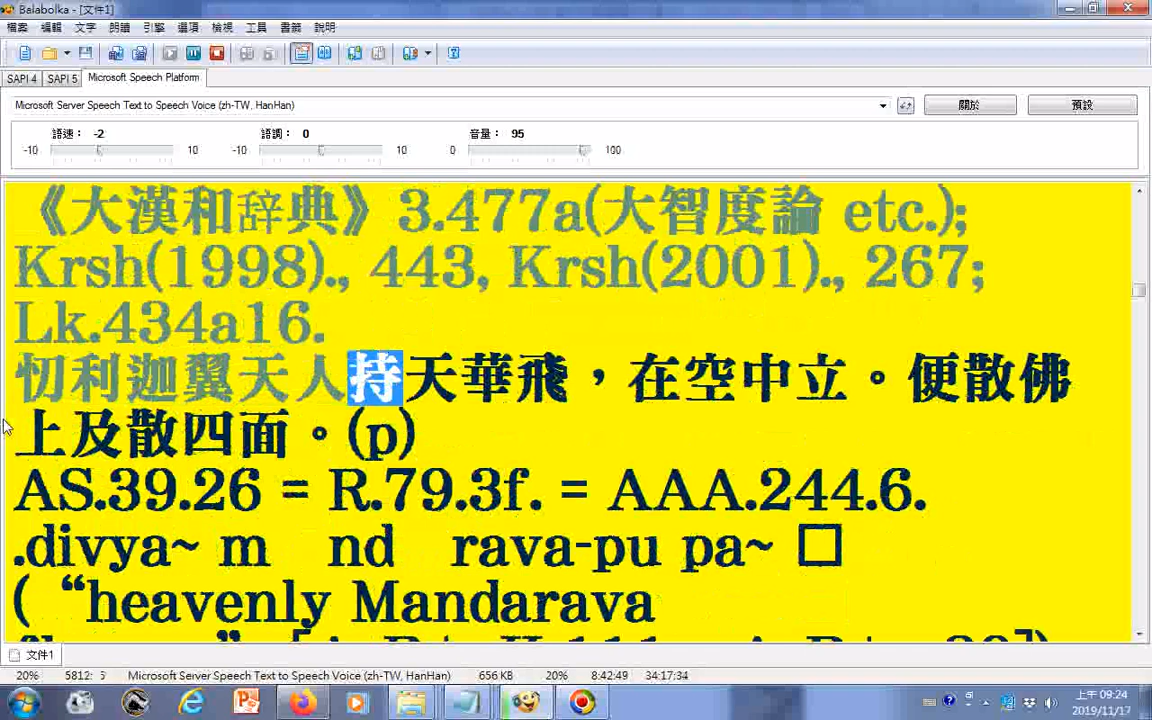 Balabolka - [文件1]
檔案 編輯 文字 朗讀 引擎 選項 檢視 工具 書籤 說明
SAPI 4 SAPI 5 Microsoft Speech Platform
Microsoft Server Speech Text to Speech Voice (zh-TW, HanHan) 關於 預設
語速： -2 語調： 0 音量： 95
-10 10 -10 10 0 100
《大漢和辞典》3.477a(大智度論 etc.);
Krsh(1998)., 443, Krsh(2001)., 267;
Lk.434a16.
忉利迦翼天人持天華飛，在空中立。便散佛
上及散四面。(p)
AS.39.26 = R.79.3f. = AAA.244.6.
.divya~ m nd rava-pu pa~ □
( “heavenly Mandarava
文件1
20% 5812: Microsoft Server Speech Text to Speech Voice (zh-TW, HanHan) 656 KB 20% 8:42:49 34:17:34
上午 09:24
2019/11/17